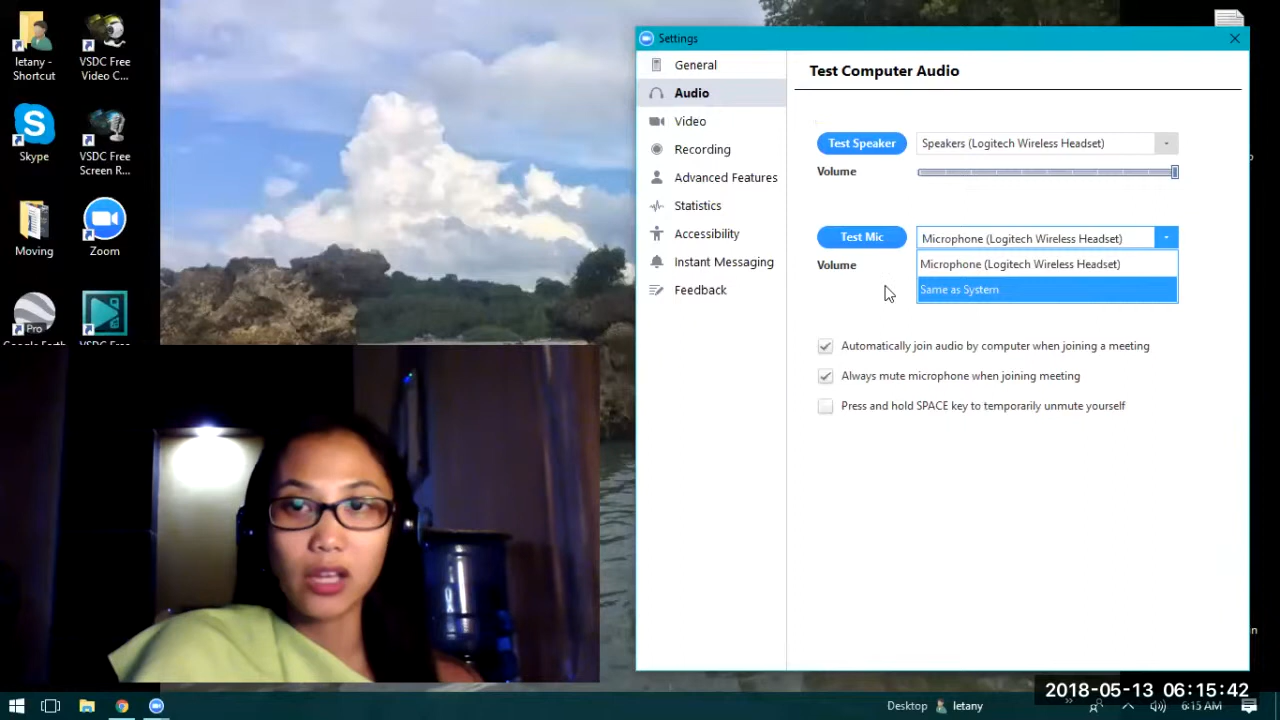 letany -
Shortcut
VSDC Free
Video C...
Skype
VSDC Free
Screen R...
Moving
Zoom
Pro
Google Earth
VSDC Free
Settings
General
Audio
Video
Recording
Advanced Features
Statistics
Accessibility
Instant Messaging
Feedback
Test Computer Audio
Test Speaker
Speakers (Logitech Wireless Headset)
Volume
Test Mic
Microphone (Logitech Wireless Headset)
Volume
Microphone (Logitech Wireless Headset)
Same as System
Automatically join audio by computer when joining a meeting
Always mute microphone when joining meeting
Press and hold SPACE key to temporarily unmute yourself
2018-05-13 06:15:42
Desktop
letany
6:15 AM